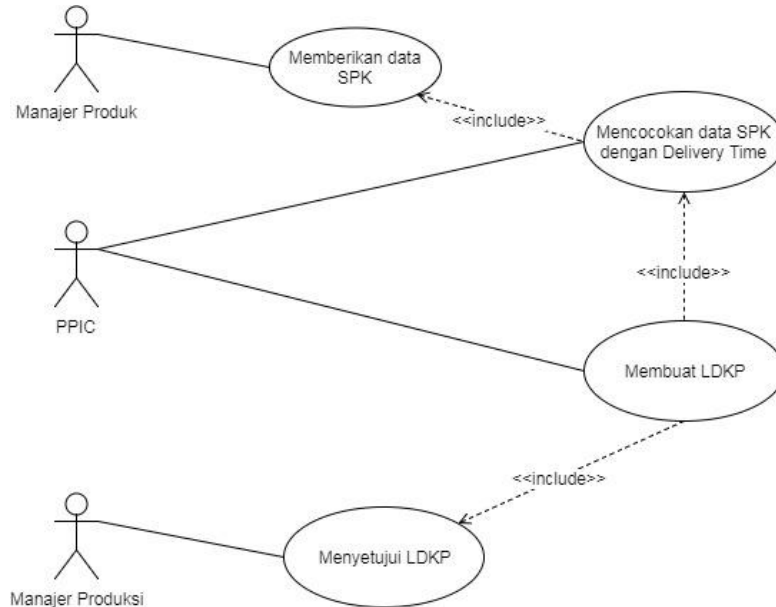 Memberikan data
SPK
Manajer Produk
<<include>>
Mencocokan data SPK
dengan Delivery Time
<<include>>
PPIC
Membuat LDKP
<<include>>
Menyetujui LDKP
Manajer Produksi